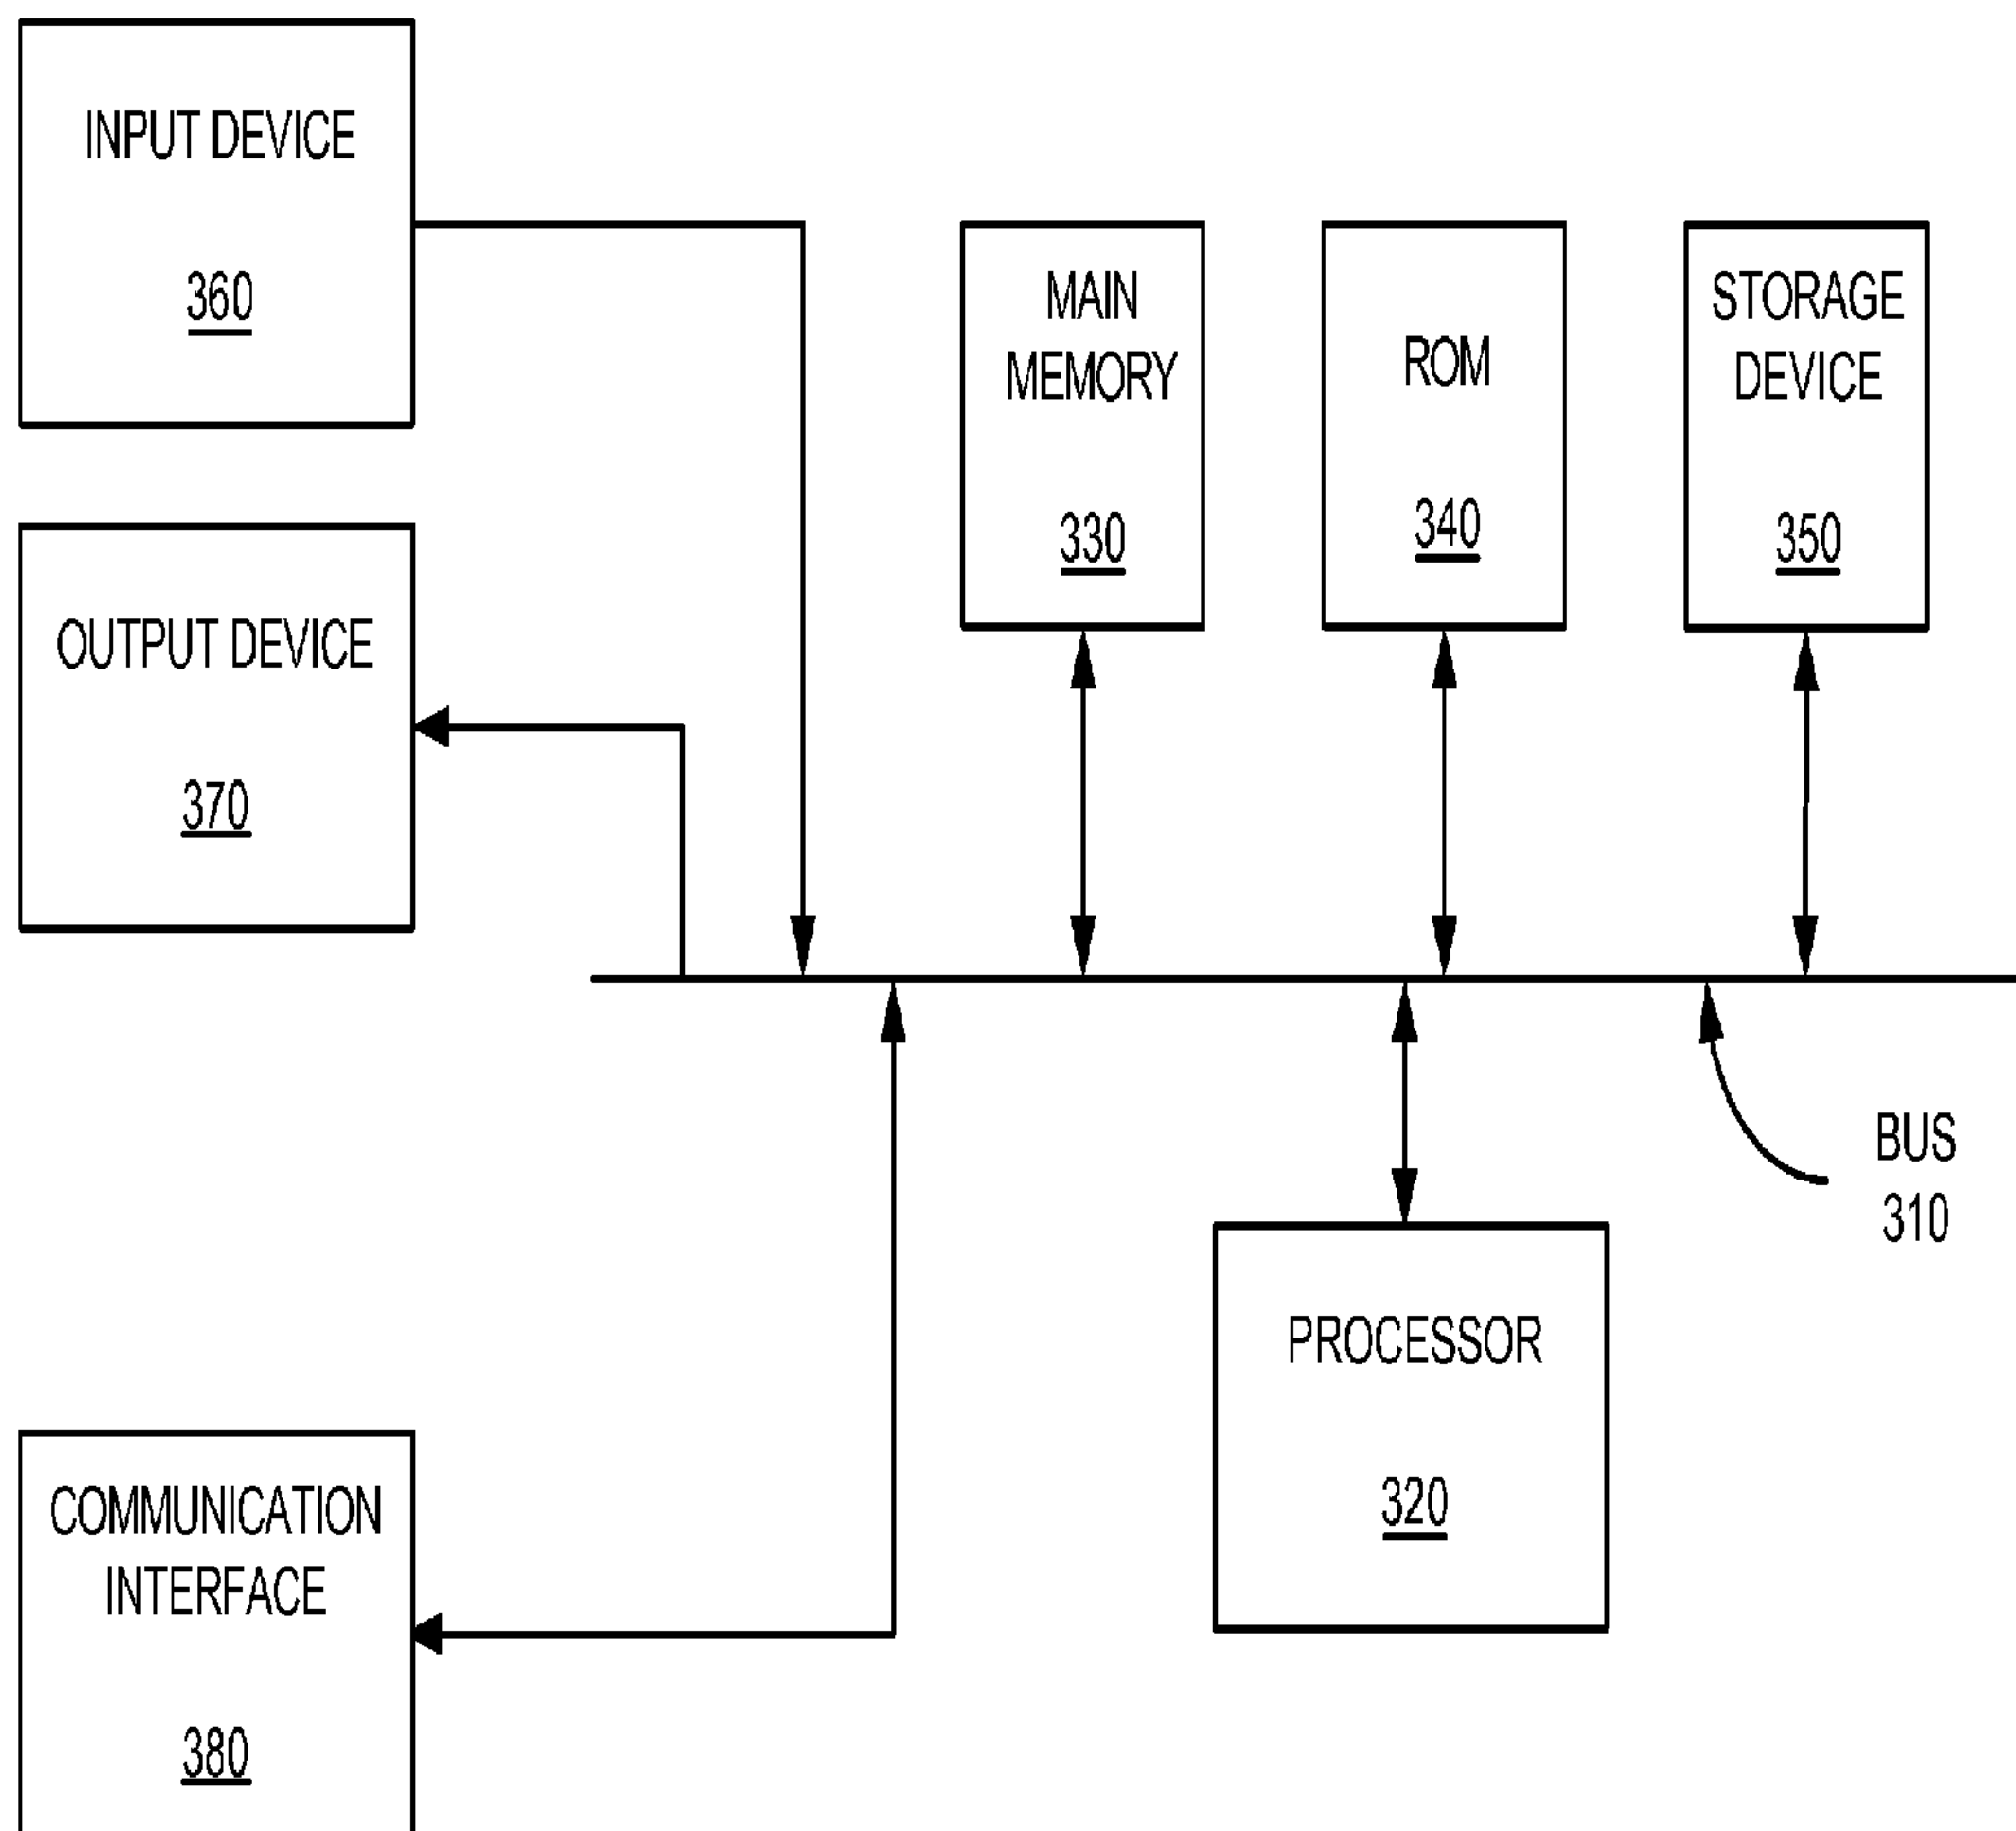 INPUT DEVICE
360
OUTPUT DEVICE
370
MAIN
MEMORY
330
ROM
340
STORAGE
DEVICE
350
BUS
310
PROCESSOR
320
COMMUNICATION
INTERFACE
380